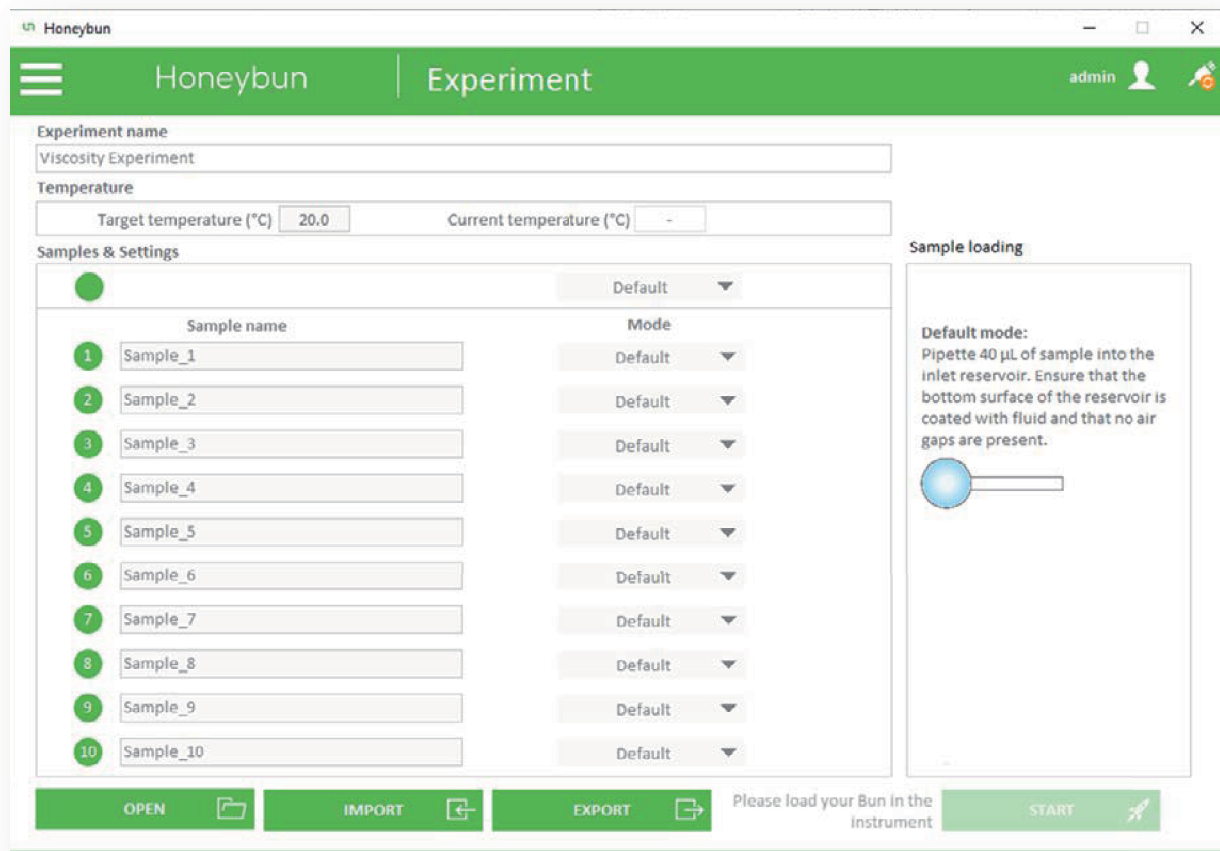 Honeybun
Honeybun Experiment admin
Experiment name
Viscosity Experiment
Temperature
Target temperature (°C) 20.0 Current temperature (°C) -
Samples & Settings
Default
Sample name Mode
1 Sample_1 Default
2 Sample_2 Default
3 Sample_3 Default
4 Sample_4 Default
5 Sample_5 Default
6 Sample_6 Default
7 Sample_7 Default
8 Sample_8 Default
9 Sample_9 Default
10 Sample_10 Default
Sample loading
Default mode:
Pipette 40 µL of sample into the
inlet reservoir. Ensure that the
bottom surface of the reservoir is
coated with fluid and that no air
gaps are present.
OPEN IMPORT EXPORT
Please load your Bun in the
instrument
START